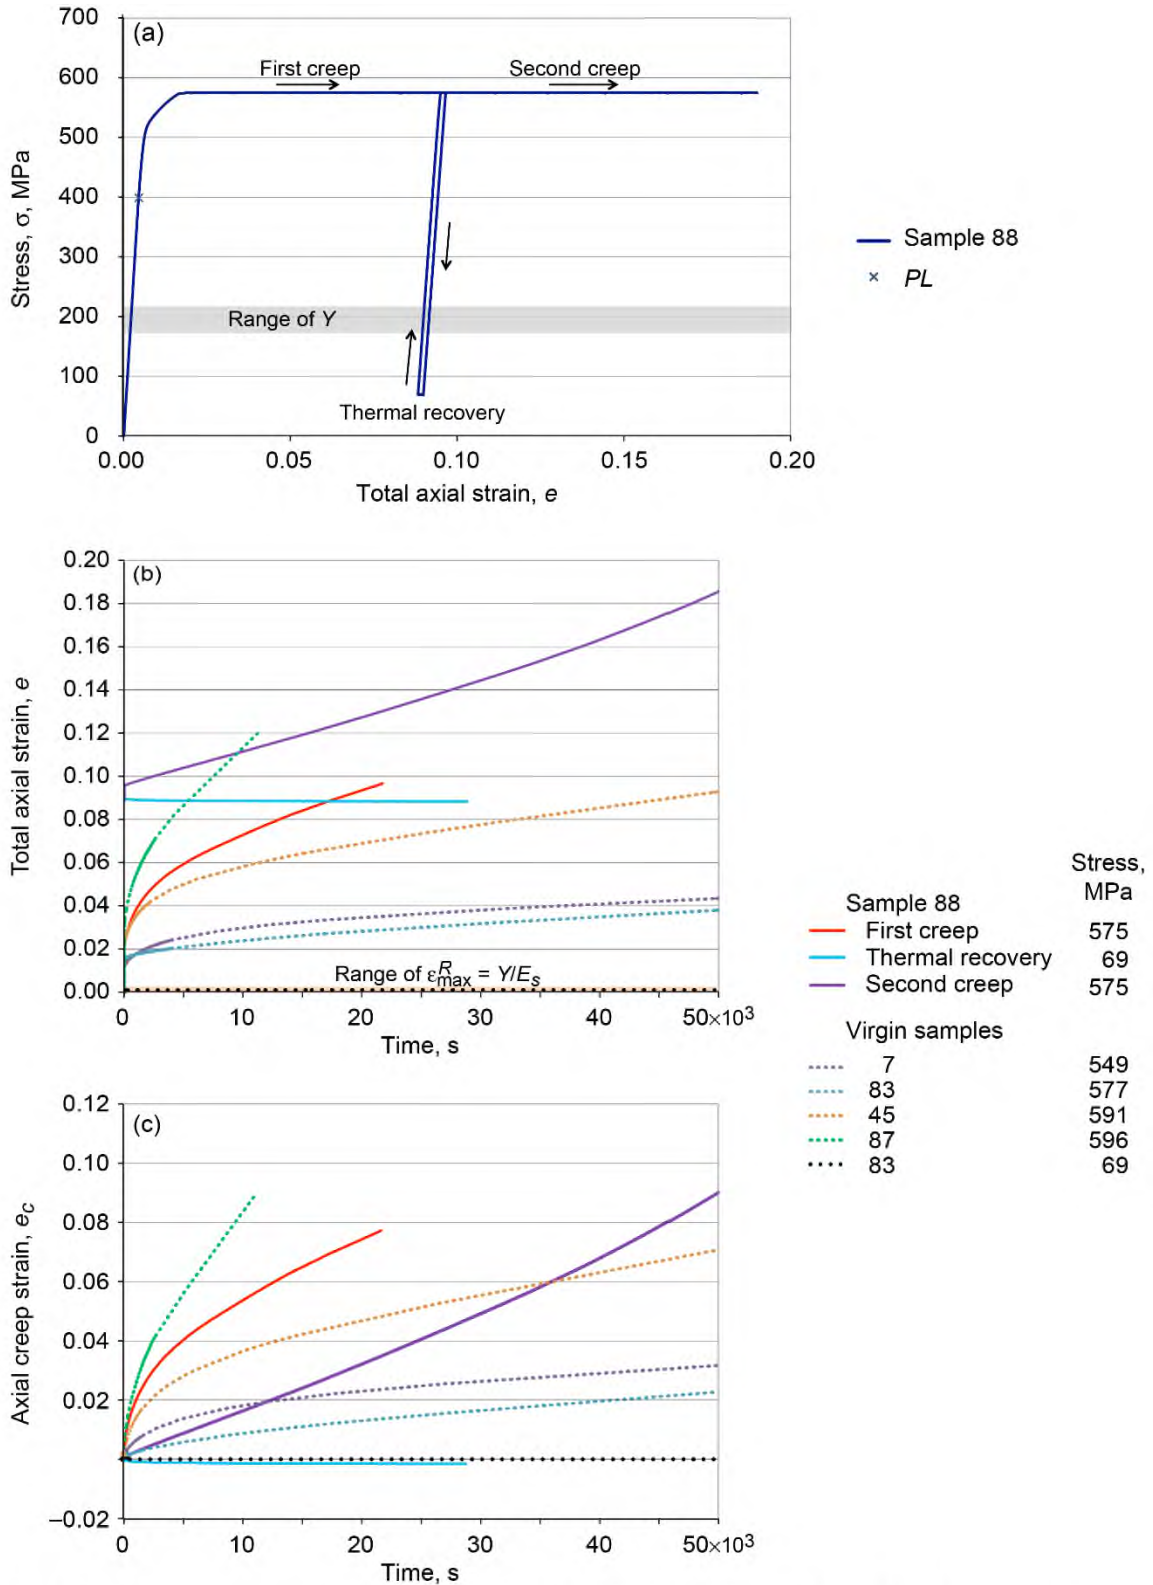 (a)
700
600
500
400
300
200
100
0
Stress, σ, MPa
First creep
Second creep
Range of Y
Thermal recovery
0.00
0.05
0.10
0.15
0.20
Total axial strain, e
Sample 88
× PL
(b)
0.20
0.18
0.16
0.14
0.12
0.10
0.08
0.06
0.04
0.02
0.00
Total axial strain, e
Range of ε^R_max = Y/E_s
0
10
20
30
40
50×10³
Time, s
Stress,
MPa
Sample 88
First creep 575
Thermal recovery 69
Second creep 575
Virgin samples
7 549
83 577
45 591
87 596
83 69
(c)
0.12
0.10
0.08
0.06
0.04
0.02
0.00
–0.02
Axial creep strain, e_C
0
10
20
30
40
50×10³
Time, s